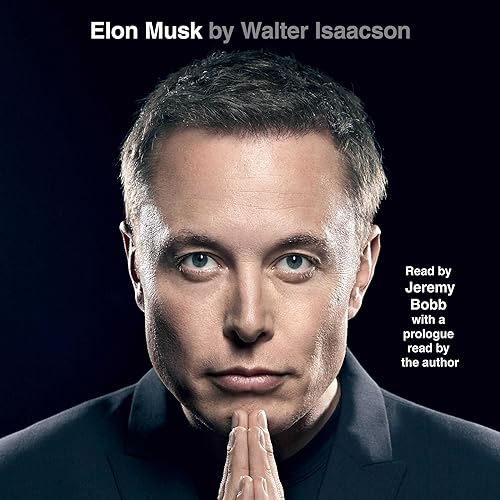 Elon Musk by Walter Isaacson
Read by
Jeremy
Bobb
with a
prologue
read by
the author